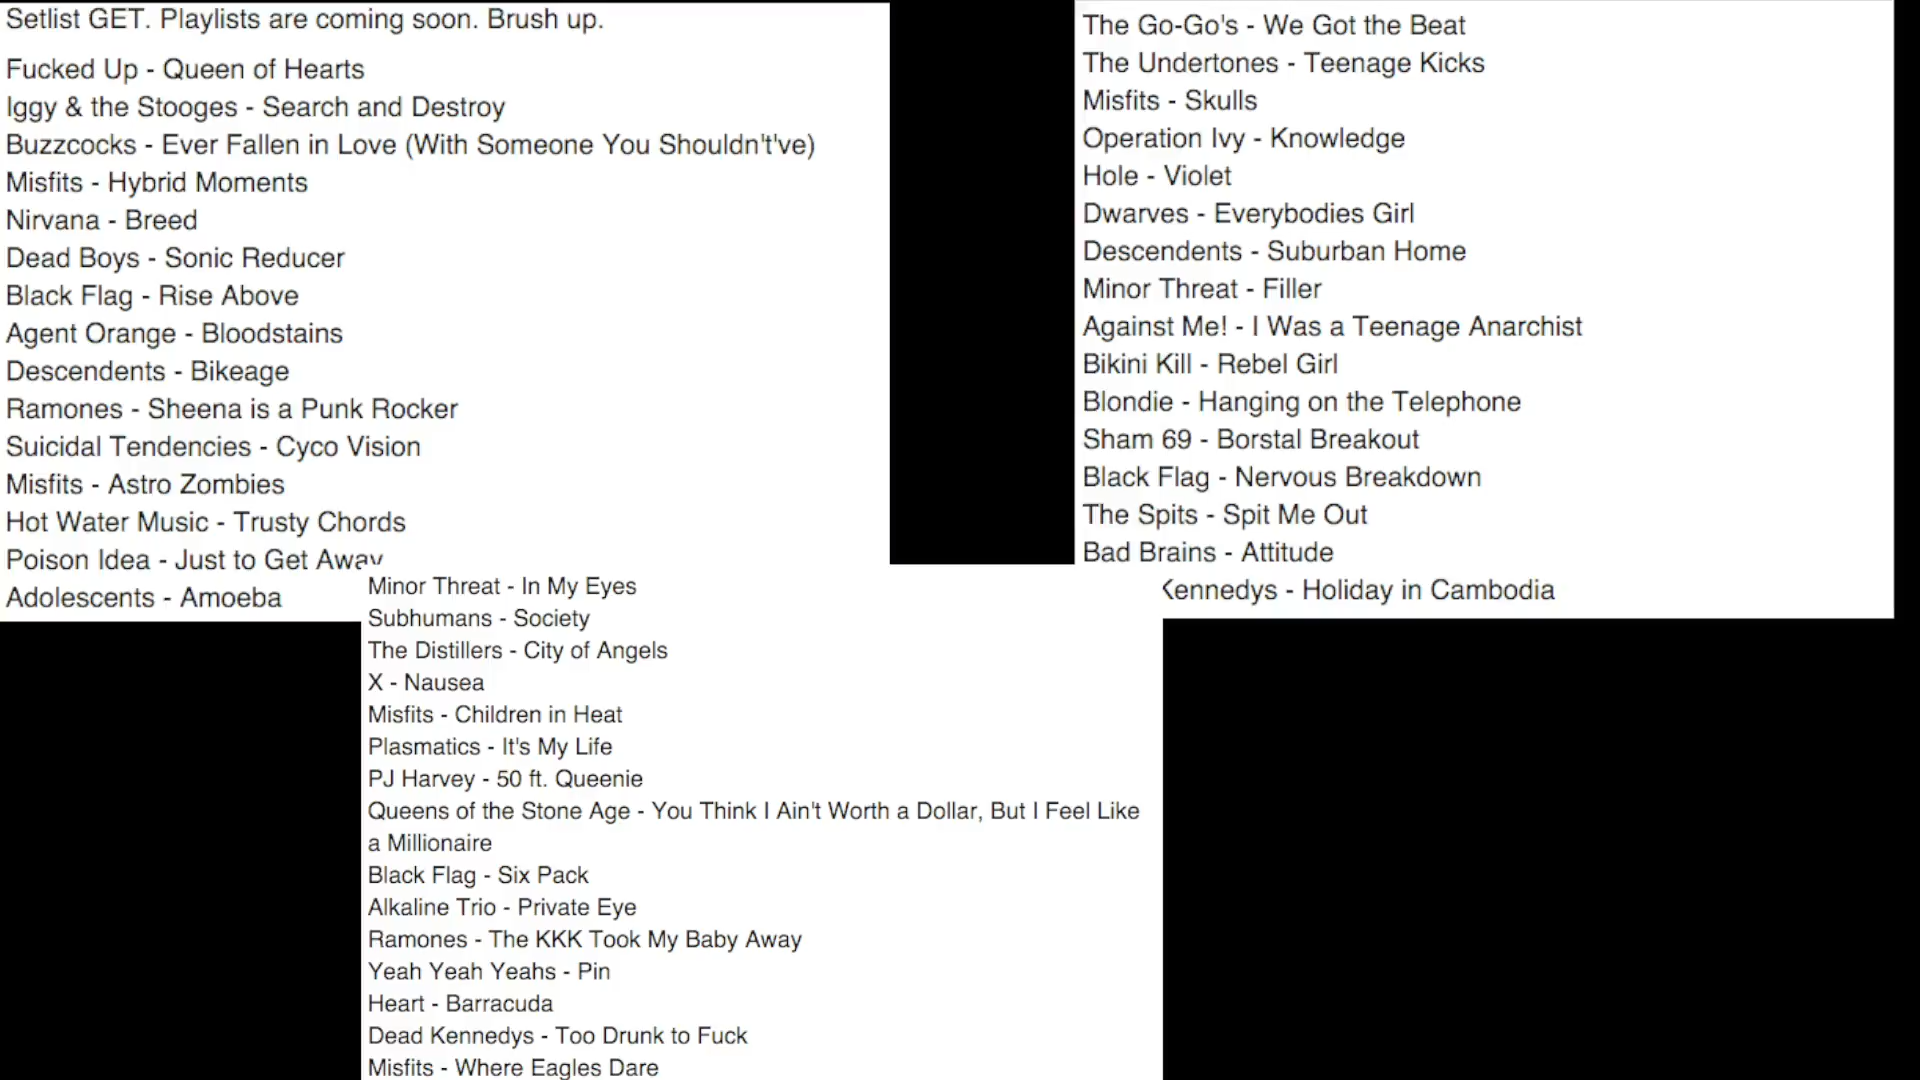 Setlist GET. Playlists are coming soon. Brush up.
Fucked Up - Queen of Hearts
Iggy & the Stooges - Search and Destroy
Buzzcocks - Ever Fallen in Love (With Someone You Shouldn't've)
Misfits - Hybrid Moments
Nirvana - Breed
Dead Boys - Sonic Reducer
Black Flag - Rise Above
Agent Orange - Bloodstains
Descendents - Bikeage
Ramones - Sheena is a Punk Rocker
Suicidal Tendencies - Cyco Vision
Misfits - Astro Zombies
Hot Water Music - Trusty Chords
Poison Idea - Just to Get Away
Adolescents - Amoeba
The Go-Go's - We Got the Beat
The Undertones - Teenage Kicks
Misfits - Skulls
Operation Ivy - Knowledge
Hole - Violet
Dwarves - Everybodies Girl
Descendents - Suburban Home
Minor Threat - Filler
Against Me! - I Was a Teenage Anarchist
Bikini Kill - Rebel Girl
Blondie - Hanging on the Telephone
Sham 69 - Borstal Breakout
Black Flag - Nervous Breakdown
The Spits - Spit Me Out
Bad Brains - Attitude
Kennedys - Holiday in Cambodia
Minor Threat - In My Eyes
Subhumans - Society
The Distillers - City of Angels
X - Nausea
Misfits - Children in Heat
Plasmatics - It's My Life
PJ Harvey - 50 ft. Queenie
Queens of the Stone Age - You Think I Ain't Worth a Dollar, But I Feel Like
a Millionaire
Black Flag - Six Pack
Alkaline Trio - Private Eye
Ramones - The KKK Took My Baby Away
Yeah Yeah Yeahs - Pin
Heart - Barracuda
Dead Kennedys - Too Drunk to Fuck
Misfits - Where Eagles Dare